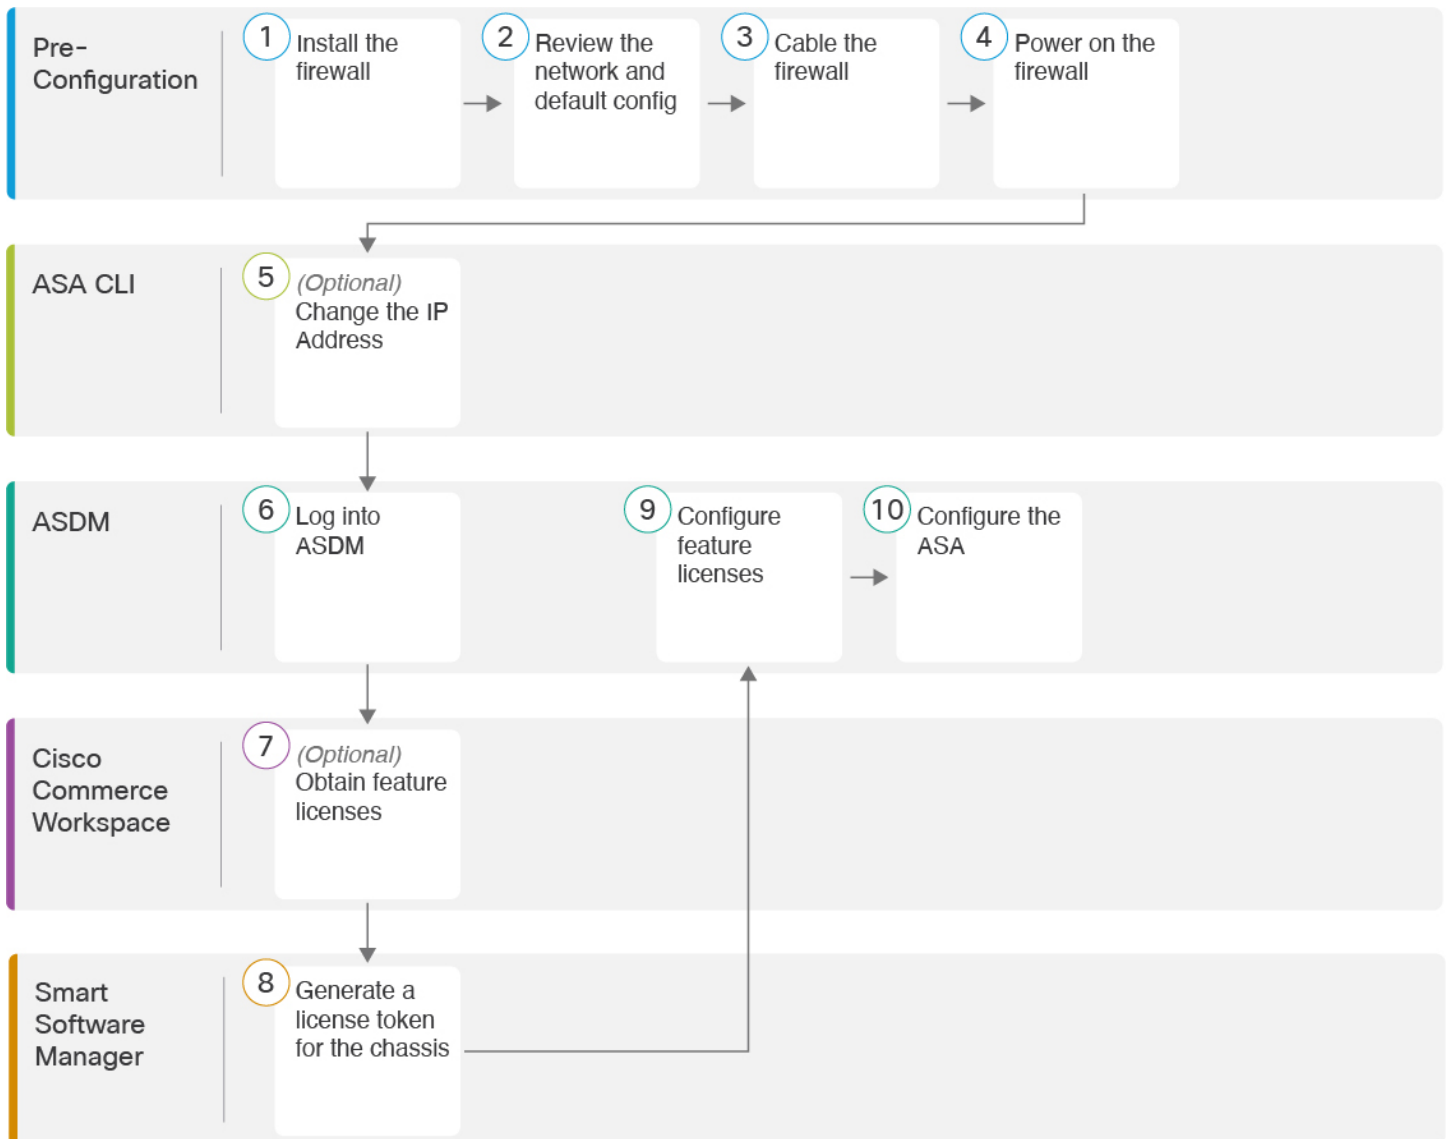 Pre-
Configuration
1
Install the
firewall
2
Review the
network and
default config
3
Cable the
firewall
4
Power on the
firewall
ASA CLI
5
(Optional)
Change the IP
Address
ASDM
6
Log into
ASDM
9
Configure
feature
licenses
10
Configure the
ASA
Cisco
Commerce
Workspace
7
(Optional)
Obtain feature
licenses
Smart
Software
Manager
8
Generate a
license token
for the chassis